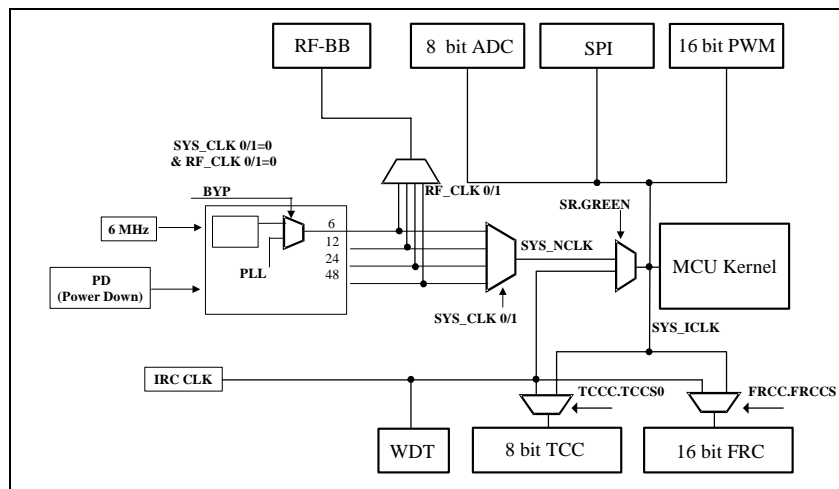 RF-BB
8 bit ADC
SPI
16 bit PWM
SYS_CLK 0/1=0
& RF_CLK 0/1=0
RF_CLK 0/1
BYP
SR.GREEN
6 MHz
6
12
24
48
SYS_NCLK
PLL
MCU Kernel
PD
(Power Down)
SYS_CLK 0/1
SYS_ICLK
IRC CLK
TCCC.TCCS0
FRCC.FRCCS
WDT
8 bit TCC
16 bit FRC